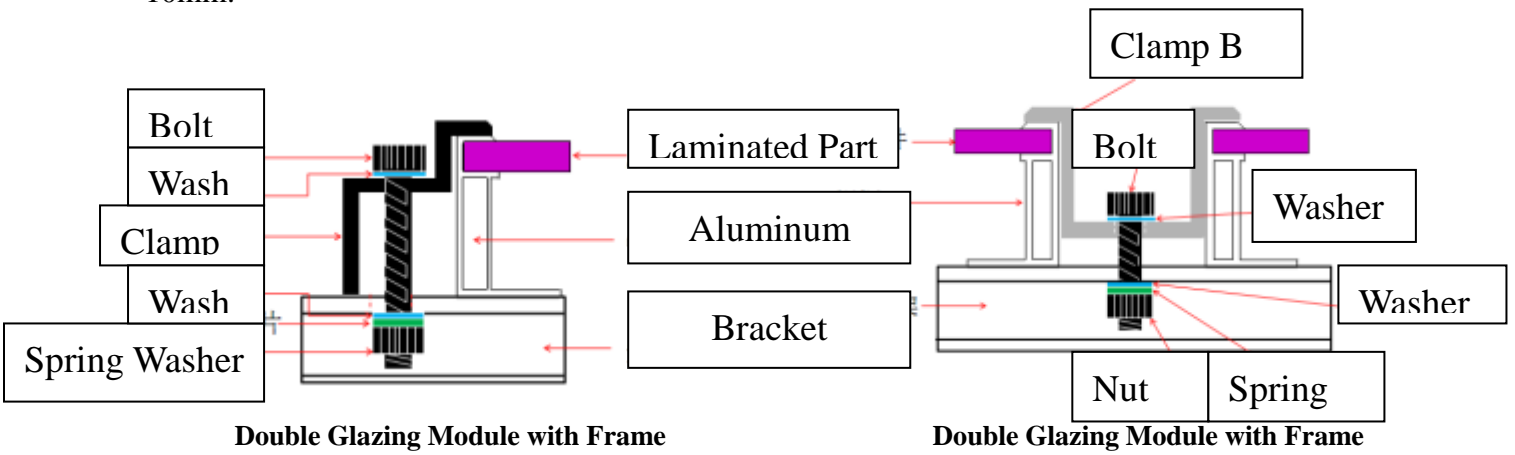 10mm.
Clamp B
Bolt
Wash
Clamp
Wash
Spring Washer
Laminated Part
Aluminum
Bracket
Bolt
Washer
Washer
Nut
Spring
Double Glazing Module with Frame
Double Glazing Module with Frame